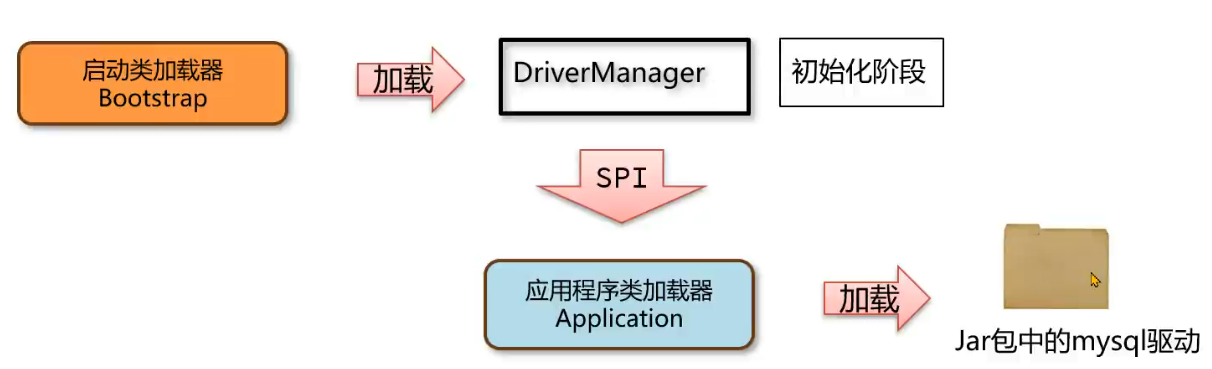 启动类加载器
Bootstrap
加载
DriverManager
初始化阶段
SPI
应用程序类加载器
Application
加载
Jar包中的mysql驱动